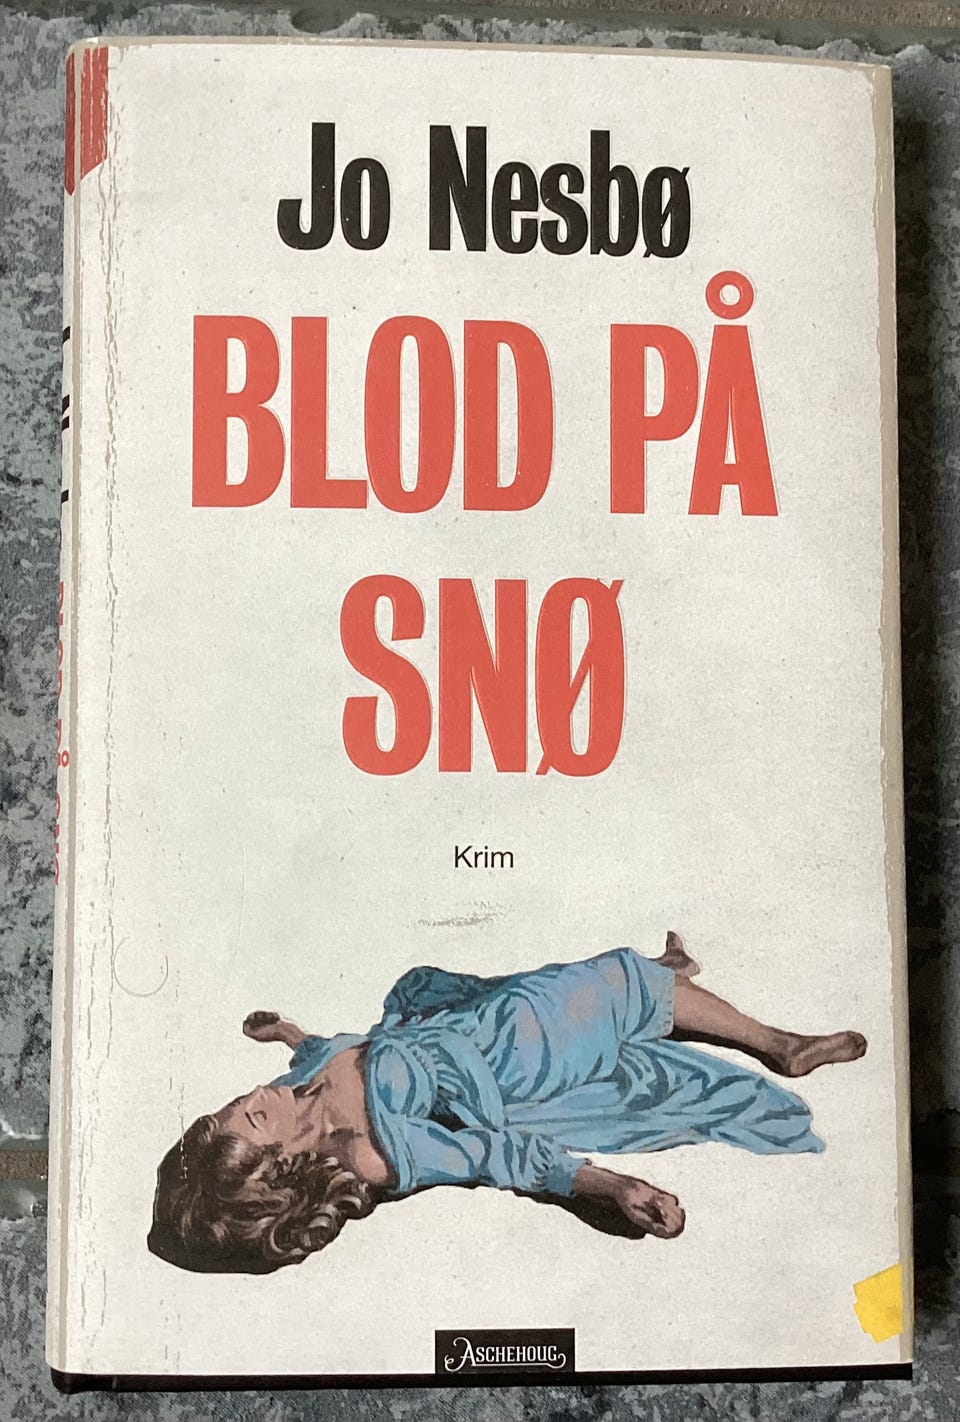 Jo Nesbø
BLOD PÅ
SNØ
Krim
ASCHEHOUG